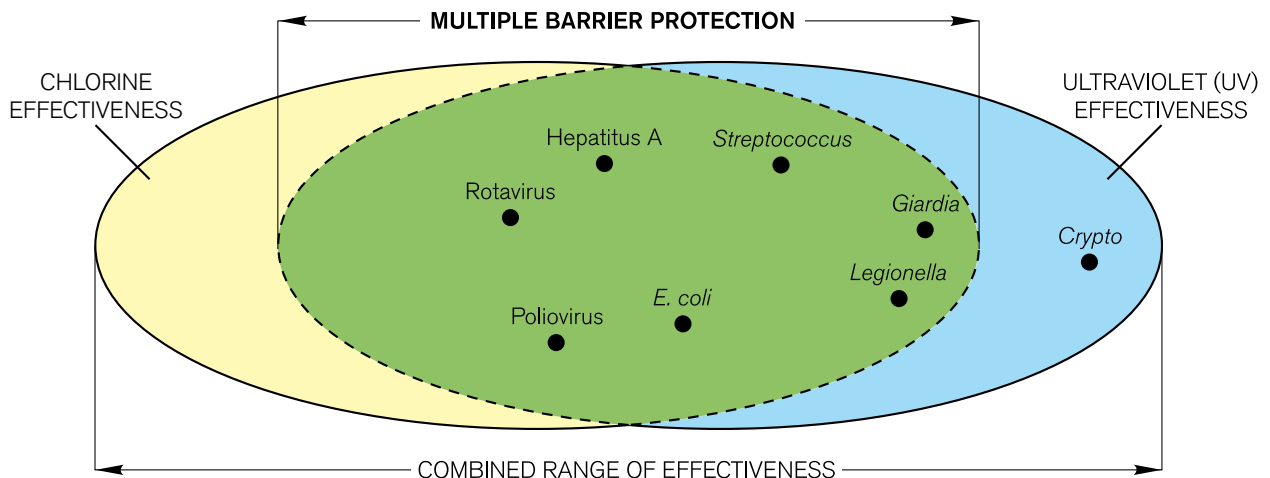 MULTIPLE BARRIER PROTECTION
CHLORINE
EFFECTIVENESS
ULTRAVIOLET (UV)
EFFECTIVENESS
Hepatitus A
Streptococcus
Rotavirus
Giardia
Crypto
Legionella
E. coli
Poliovirus
COMBINED RANGE OF EFFECTIVENESS